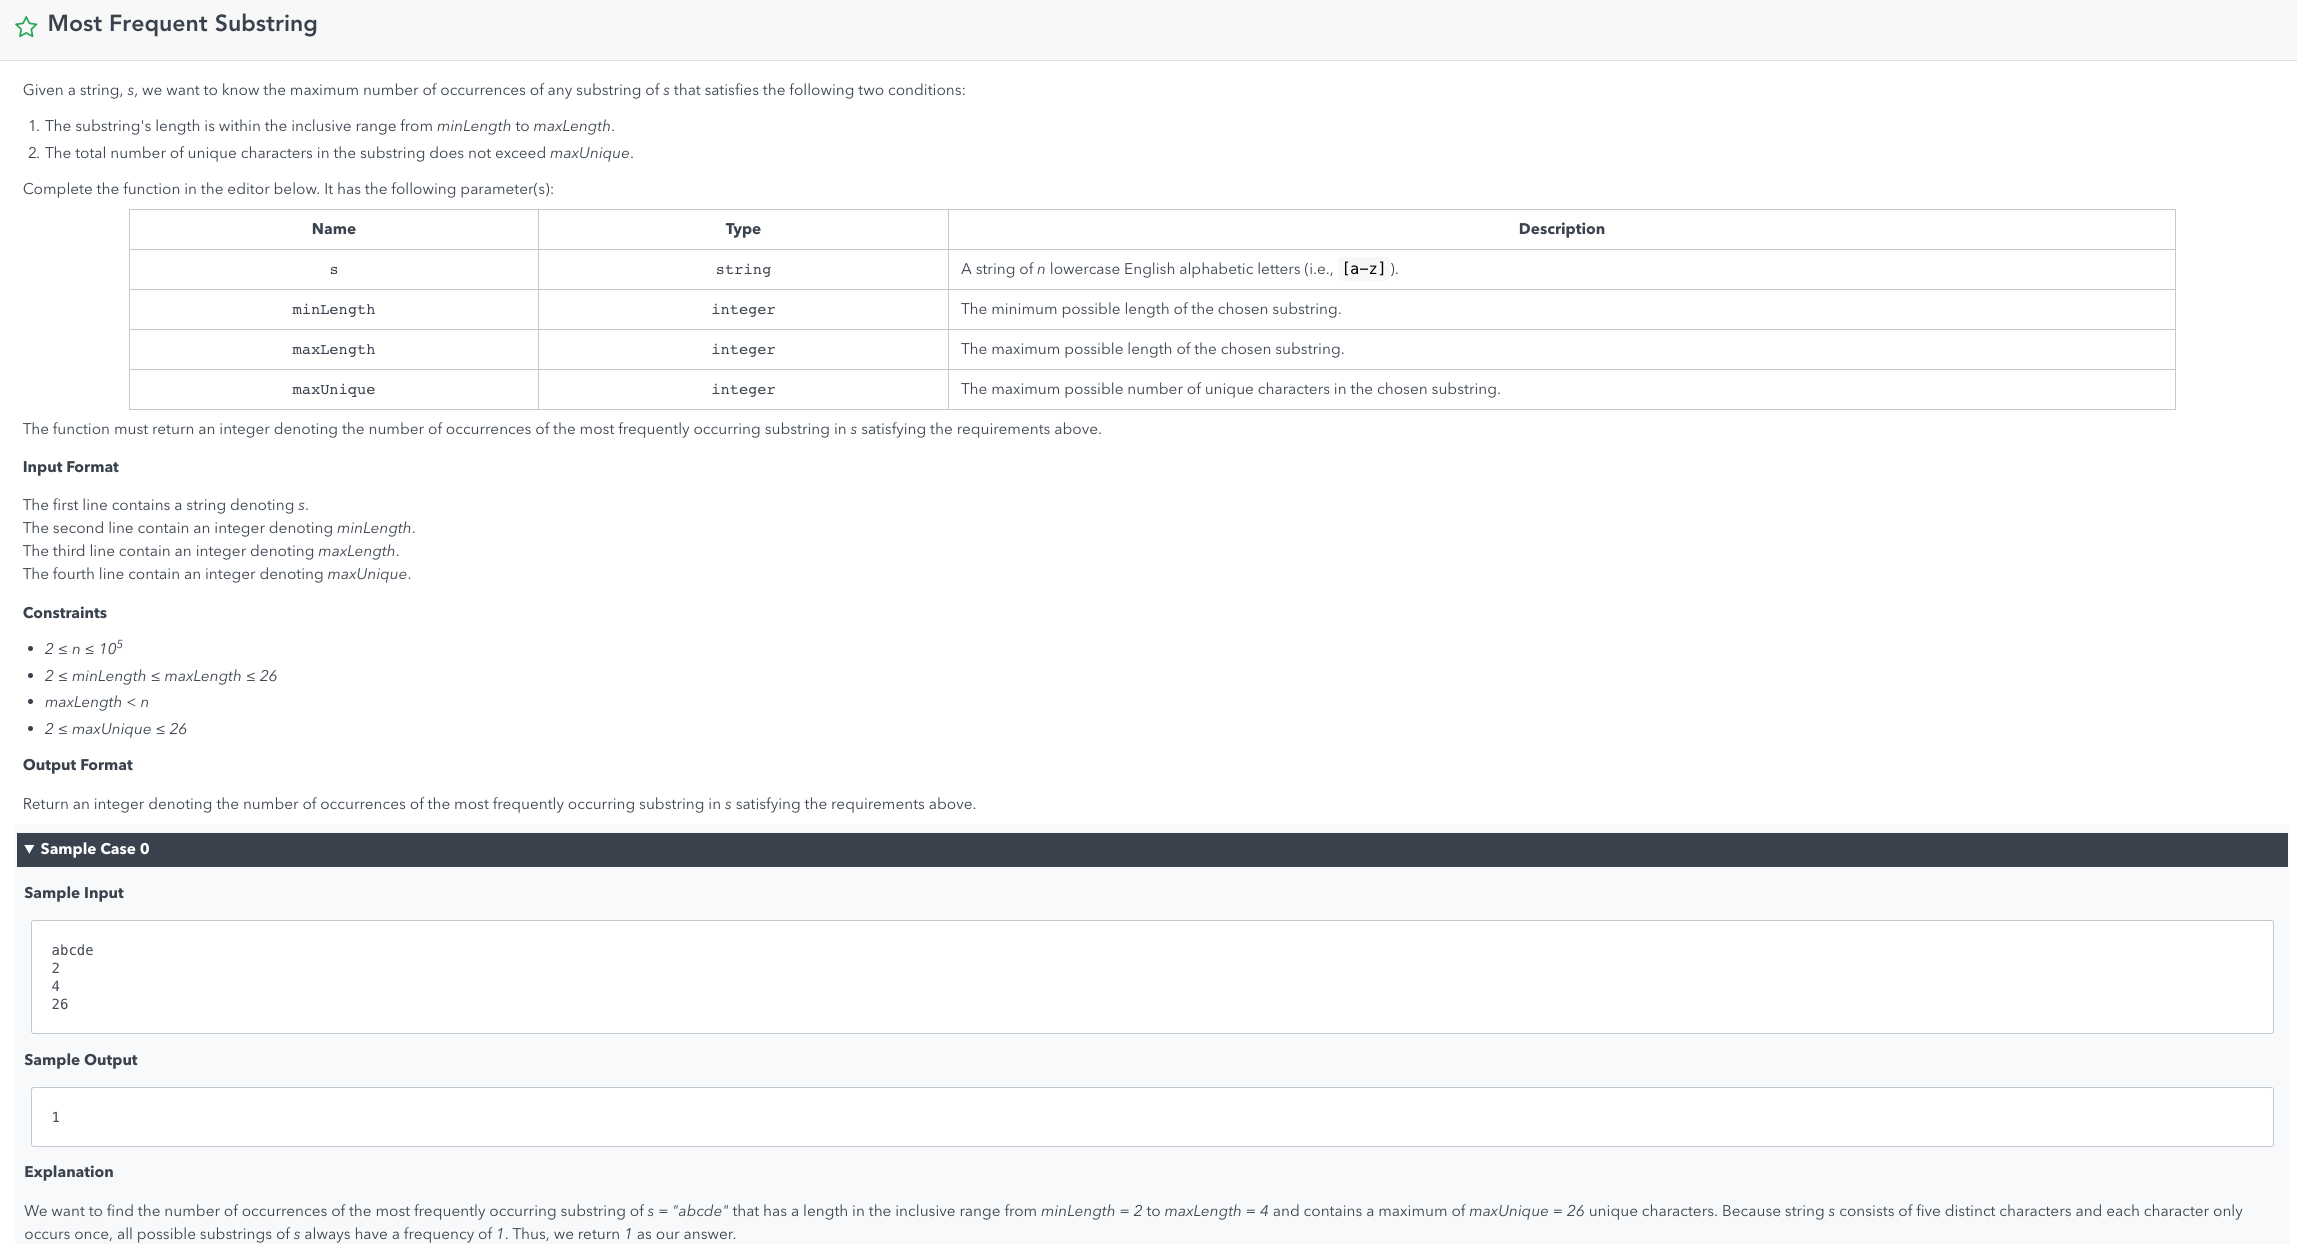 Most Frequent Substring
Given a string, s, we want to know the maximum number of occurrences of any substring of s that satisfies the following two conditions:
1. The substring's length is within the inclusive range from minLength to maxLength.
2. The total number of unique characters in the substring does not exceed maxUnique.
Complete the function in the editor below. It has the following parameter(s):
Name Type Description
s string A string of n lowercase English alphabetic letters (i.e., [a-z] ).
minLength integer The minimum possible length of the chosen substring.
maxLength integer The maximum possible length of the chosen substring.
maxUnique integer The maximum possible number of unique characters in the chosen substring.
The function must return an integer denoting the number of occurrences of the most frequently occurring substring in s satisfying the requirements above.
Input Format
The first line contains a string denoting s.
The second line contain an integer denoting minLength.
The third line contain an integer denoting maxLength.
The fourth line contain an integer denoting maxUnique.
Constraints
• 2 ≤ n ≤ 10⁵
• 2 ≤ minLength ≤ maxLength ≤ 26
• maxLength < n
• 2 ≤ maxUnique ≤ 26
Output Format
Return an integer denoting the number of occurrences of the most frequently occurring substring in s satisfying the requirements above.
▼ Sample Case 0
Sample Input
abcde
2
4
26
Sample Output
1
Explanation
We want to find the number of occurrences of the most frequently occurring substring of s = "abcde" that has a length in the inclusive range from minLength = 2 to maxLength = 4 and contains a maximum of maxUnique = 26 unique characters. Because string s consists of five distinct characters and each character only
occurs once, all possible substrings of s always have a frequency of 1. Thus, we return 1 as our answer.